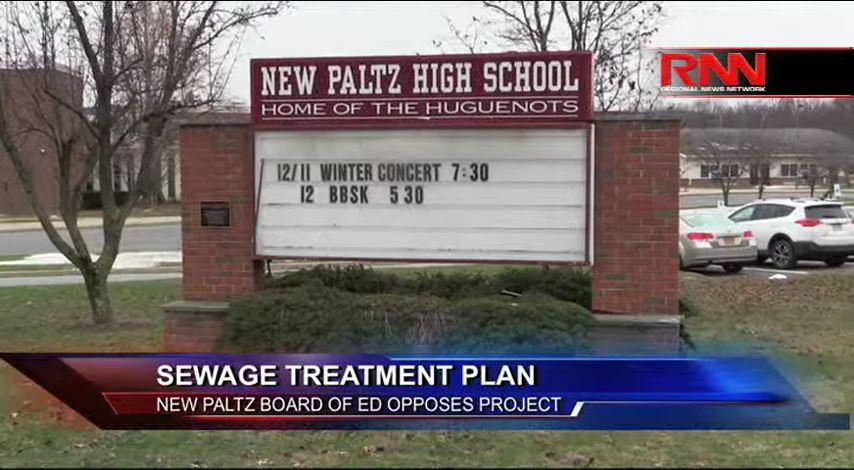 NEW PALTZ HIGH SCHOOL
HOME OF THE HUGUENOTS
RNN
REGIONAL NEWS NETWORK
12/11 WINTER CONCERT 7:30
12 BBSK 5 30
SEWAGE TREATMENT PLAN
NEW PALTZ BOARD OF ED OPPOSES PROJECT